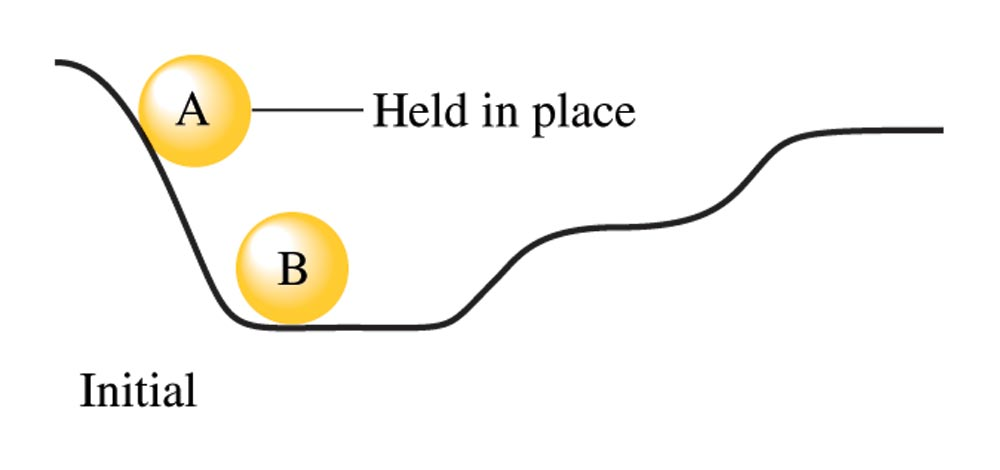 A
Held in place
B
Initial